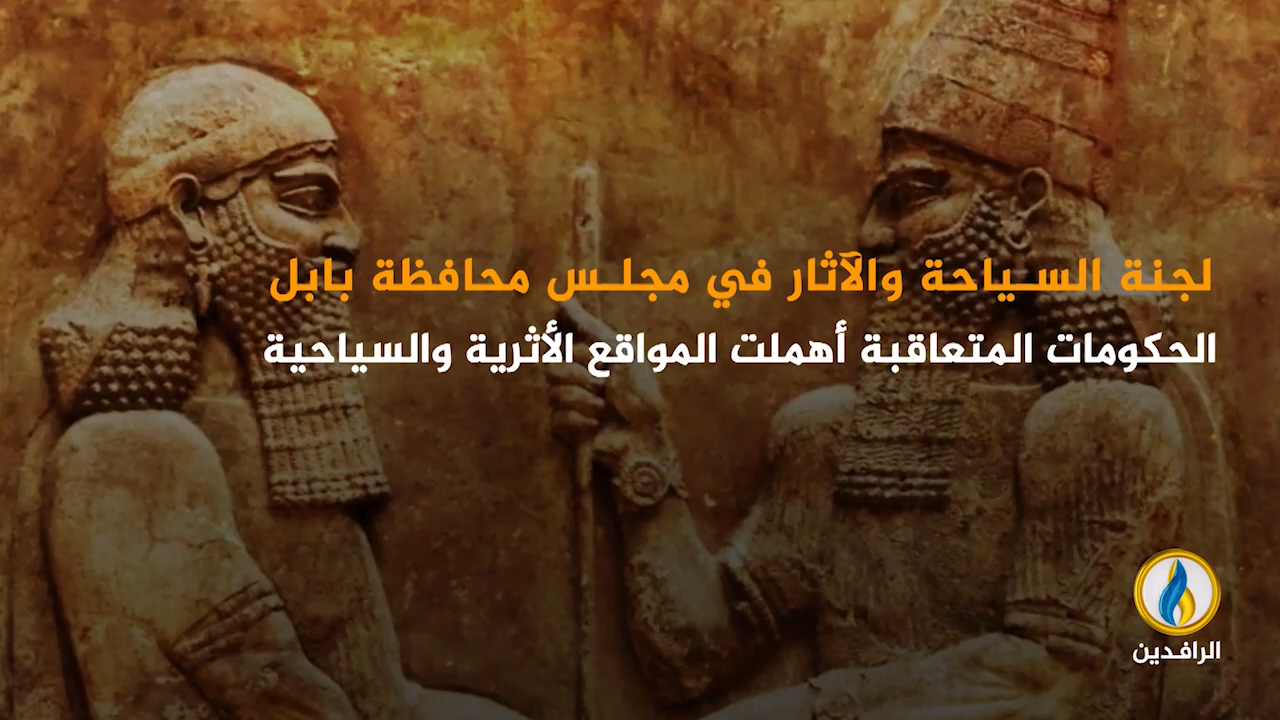 لجنة السياحة والآثار في مجلس محافظة بابل
الحكومات المتعاقبة أهملت المواقع الأثرية والسياحية
الرافدين